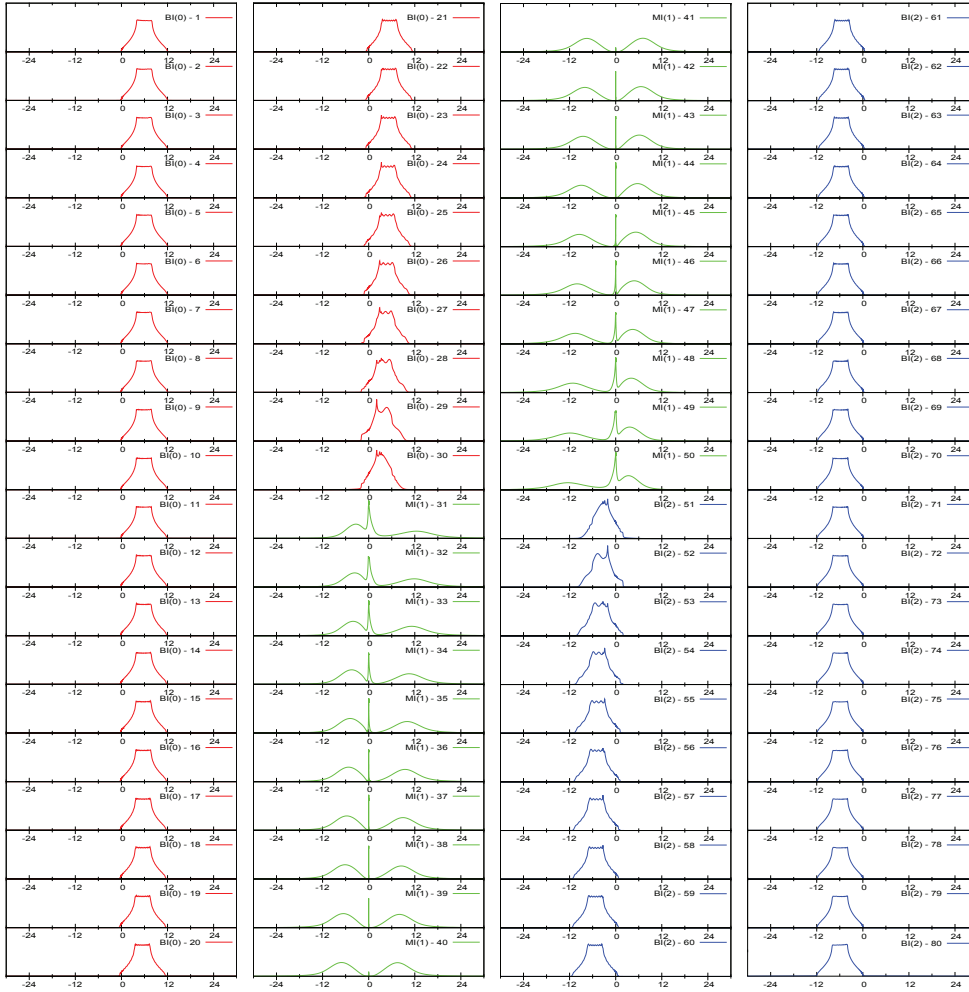 BI(0) - 1
-24 -12 0 12 24
BI(0) - 2
-24 -12 0 12 24
BI(0) - 3
-24 -12 0 12 24
BI(0) - 4
-24 -12 0 12 24
BI(0) - 5
-24 -12 0 12 24
BI(0) - 6
-24 -12 0 12 24
BI(0) - 7
-24 -12 0 12 24
BI(0) - 8
-24 -12 0 12 24
BI(0) - 9
-24 -12 0 12 24
BI(0) - 10
-24 -12 0 12 24
BI(0) - 11
-24 -12 0 12 24
BI(0) - 12
-24 -12 0 12 24
BI(0) - 13
-24 -12 0 12 24
BI(0) - 14
-24 -12 0 12 24
BI(0) - 15
-24 -12 0 12 24
BI(0) - 16
-24 -12 0 12 24
BI(0) - 17
-24 -12 0 12 24
BI(0) - 18
-24 -12 0 12 24
BI(0) - 19
-24 -12 0 12 24
BI(0) - 20
-24 -12 0 12 24
BI(0) - 21
-24 -12 0 12 24
BI(0) - 22
-24 -12 0 12 24
BI(0) - 23
-24 -12 0 12 24
BI(0) - 24
-24 -12 0 12 24
BI(0) - 25
-24 -12 0 12 24
BI(0) - 26
-24 -12 0 12 24
BI(0) - 27
-24 -12 0 12 24
BI(0) - 28
-24 -12 0 12 24
BI(0) - 29
-24 -12 0 12 24
BI(0) - 30
-24 -12 0 12 24
MI(1) - 31
-24 -12 0 12 24
MI(1) - 32
-24 -12 0 12 24
MI(1) - 33
-24 -12 0 12 24
MI(1) - 34
-24 -12 0 12 24
MI(1) - 35
-24 -12 0 12 24
MI(1) - 36
-24 -12 0 12 24
MI(1) - 37
-24 -12 0 12 24
MI(1) - 38
-24 -12 0 12 24
MI(1) - 39
-24 -12 0 12 24
MI(1) - 40
-24 -12 0 12 24
MI(1) - 41
-24 -12 0 12 24
MI(1) - 42
-24 -12 0 12 24
MI(1) - 43
-24 -12 0 12 24
MI(1) - 44
-24 -12 0 12 24
MI(1) - 45
-24 -12 0 12 24
MI(1) - 46
-24 -12 0 12 24
MI(1) - 47
-24 -12 0 12 24
MI(1) - 48
-24 -12 0 12 24
MI(1) - 49
-24 -12 0 12 24
MI(1) - 50
-24 -12 0 12 24
BI(2) - 51
-24 -12 0 12 24
BI(2) - 52
-24 -12 0 12 24
BI(2) - 53
-24 -12 0 12 24
BI(2) - 54
-24 -12 0 12 24
BI(2) - 55
-24 -12 0 12 24
BI(2) - 56
-24 -12 0 12 24
BI(2) - 57
-24 -12 0 12 24
BI(2) - 58
-24 -12 0 12 24
BI(2) - 59
-24 -12 0 12 24
BI(2) - 60
-24 -12 0 12 24
BI(2) - 61
-24 -12 0 12 24
BI(2) - 62
-24 -12 0 12 24
BI(2) - 63
-24 -12 0 12 24
BI(2) - 64
-24 -12 0 12 24
BI(2) - 65
-24 -12 0 12 24
BI(2) - 66
-24 -12 0 12 24
BI(2) - 67
-24 -12 0 12 24
BI(2) - 68
-24 -12 0 12 24
BI(2) - 69
-24 -12 0 12 24
BI(2) - 70
-24 -12 0 12 24
BI(2) - 71
-24 -12 0 12 24
BI(2) - 72
-24 -12 0 12 24
BI(2) - 73
-24 -12 0 12 24
BI(2) - 74
-24 -12 0 12 24
BI(2) - 75
-24 -12 0 12 24
BI(2) - 76
-24 -12 0 12 24
BI(2) - 77
-24 -12 0 12 24
BI(2) - 78
-24 -12 0 12 24
BI(2) - 79
-24 -12 0 12 24
BI(2) - 80
-24 -12 0 12 24